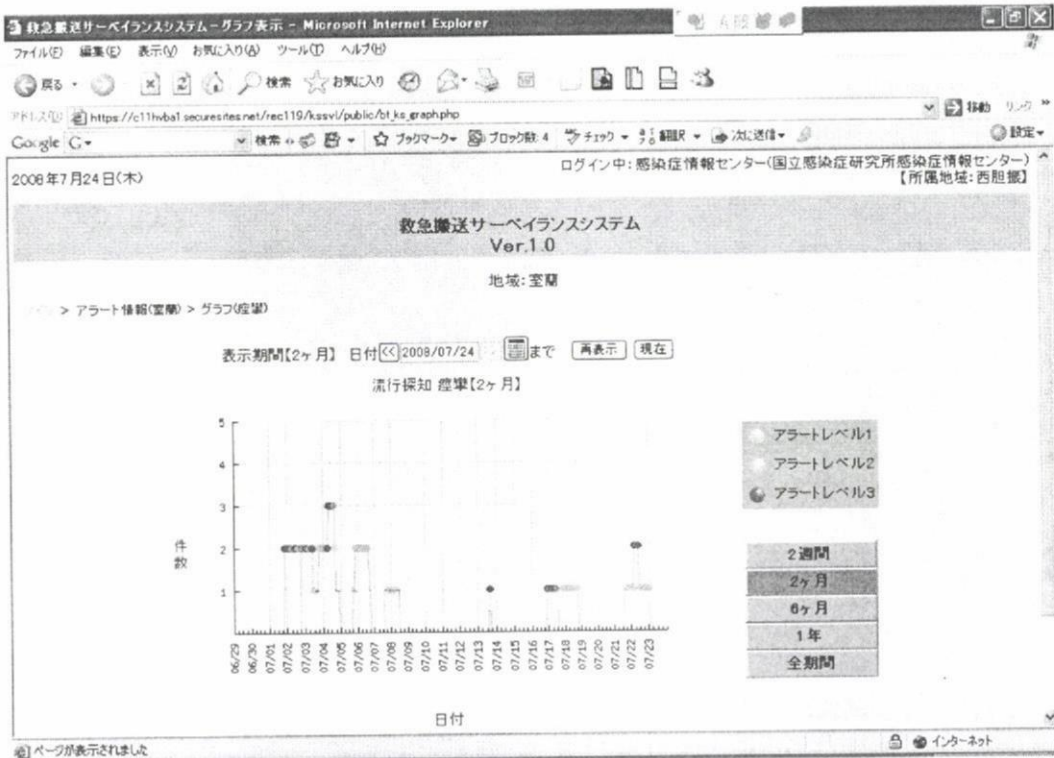 救急搬送サーベイランスシステム－グラフ表示 - Microsoft Internet Explorer
ファイル(F) 編集(E) 表示(V) お気に入り(A) ツール(T) ヘルプ(H)
戻る 検索 お気に入り
アドレス(D) https://c11hvba1.securesites.net/rec119/kssvl/public/bt_ks_graph.php 移動 リンク »
Google G 検索 ブックマーク ブロック数: 4 チェック 翻訳 次に送信 設定
ログイン中: 感染症情報センター(国立感染症研究所感染症情報センター)
2008年7月24日(木) 【所属地域: 西胆振】
救急搬送サーベイランスシステム
Ver.1.0
地域: 室蘭
> アラート情報(室蘭) > グラフ(痙攣)
表示期間【2ヶ月】 日付 << 2008/07/24 まで 再表示 現在
流行探知 痙攣【2ヶ月】
5
4
3
2
1
件数
06/29 06/30 07/01 07/02 07/03 07/04 07/05 07/06 07/07 07/08 07/09 07/10 07/11 07/12 07/13 07/14 07/15 07/16 07/17 07/18 07/19 07/20 07/21 07/22 07/23
日付
アラートレベル1
アラートレベル2
アラートレベル3
2週間
2ヶ月
6ヶ月
1年
全期間
ページが表示されました インターネット